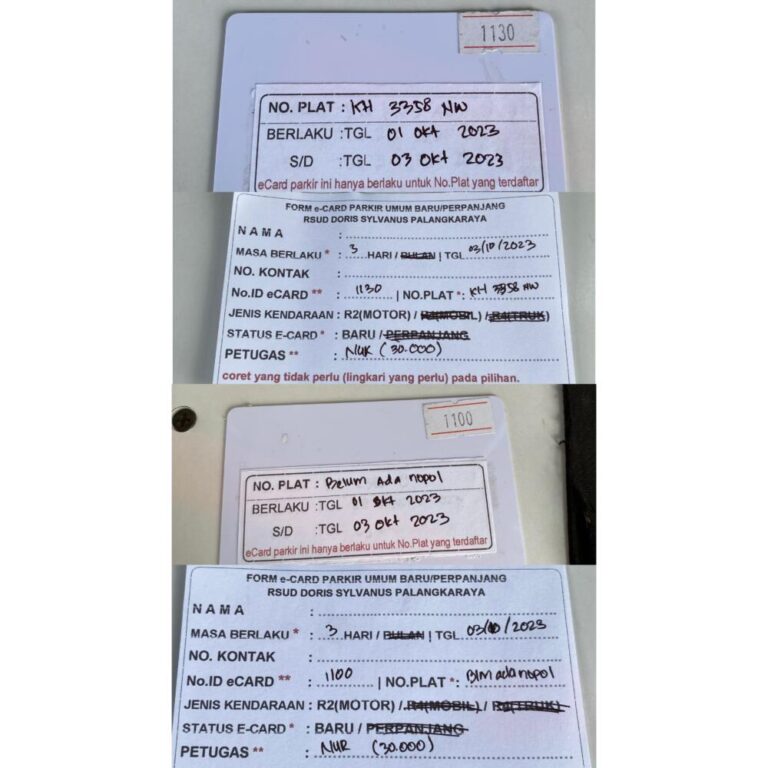 1130
NO. PLAT : KH 3358 NW
BERLAKU : TGL 01 Okt 2023
S/D : TGL 03 Okt 2023
eCard parkir ini hanya berlaku untuk No.Plat yang terdaftar
FORM e-CARD PARKIR UMUM BARU/PERPANJANG
RSUD DORIS SYLVANUS PALANGKARAYA
NAMA :
MASA BERLAKU * : 3 HARI / BULAN | TGL 03/10/2023
NO. KONTAK :
No.ID eCARD ** : 1130 | NO.PLAT *: KH 3358 NW
JENIS KENDARAAN : R2(MOTOR) / R4(MOBIL) / R4(TRUK)
STATUS E-CARD * : BARU / PERPANJANG
PETUGAS ** : NUR (30.000)
coret yang tidak perlu (lingkari yang perlu) pada pilihan.
1100
NO. PLAT : Belum Ada nopol
BERLAKU : TGL 01 Okt 2023
S/D : TGL 03 Okt 2023
eCard parkir ini hanya berlaku untuk No.Plat yang terdaftar
FORM e-CARD PARKIR UMUM BARU/PERPANJANG
RSUD DORIS SYLVANUS PALANGKARAYA
NAMA :
MASA BERLAKU * : 3 HARI / BULAN | TGL 03/10/2023
NO. KONTAK :
No.ID eCARD ** : 1100 | NO.PLAT *: Blm ada nopol
JENIS KENDARAAN : R2(MOTOR) / R4(MOBIL) / R4(TRUK)
STATUS E-CARD * : BARU / PERPANJANG
PETUGAS ** : NUR (30.000)